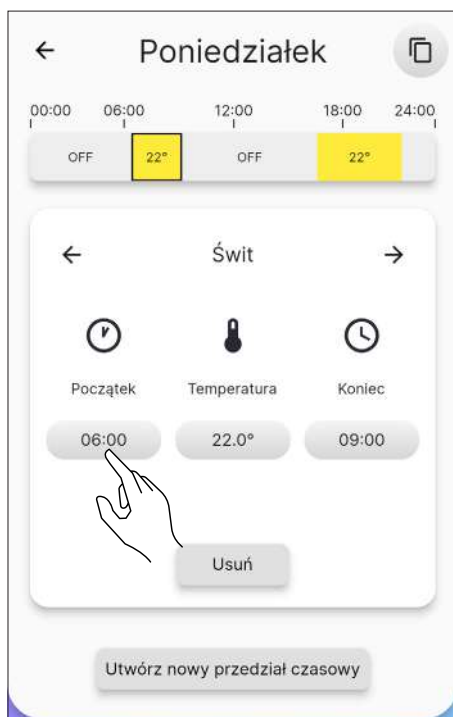 Poniedziałek
00:00 06:00 12:00 18:00 24:00
OFF 22° OFF 22°
Świt
Początek Temperatura Koniec
06:00 22.0° 09:00
Usuń
Utwórz nowy przedział czasowy